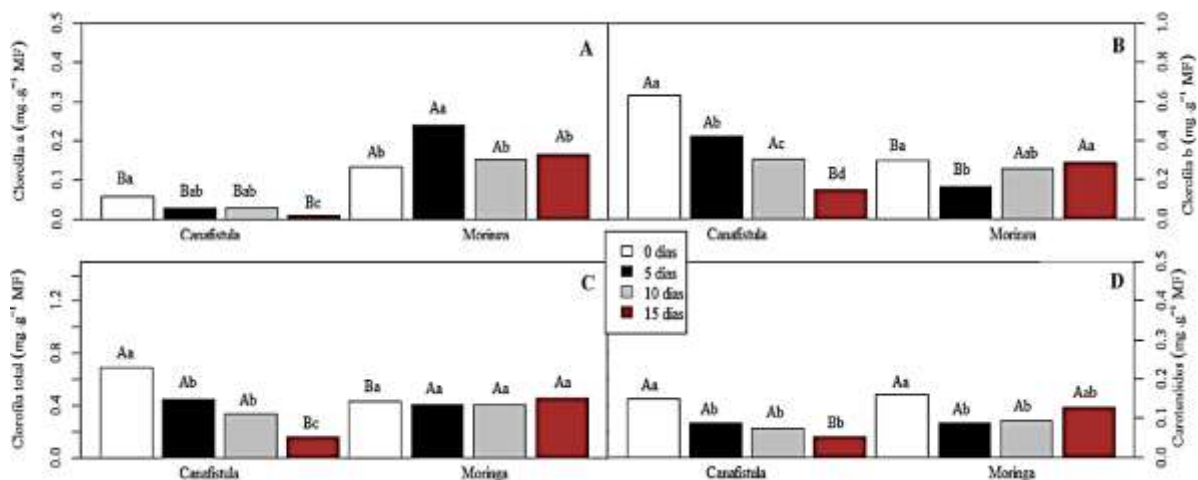 Clorofila a (mg .g⁻¹ MF)
0.0 0.1 0.2 0.3 0.4 0.5
A
Ba
Bab
Bab
Bc
Ab
Aa
Ab
Ab
Canafistula
Clorofila b (mg .g⁻¹ MF)
0.0 0.2 0.4 0.6 0.8 1.0
B
Aa
Ab
Ac
Bd
Ba
Bb
Aab
Aa
Canafistula
Clorofila total (mg .g⁻¹ MF)
0.0 0.4 0.8 1.2
C
Aa
Ab
Ab
Bc
Ba
Aa
Aa
Aa
Canafistula Moringa
0 dias
5 dias
10 dias
15 dias
(mg .g⁻¹ MF)
0.0 0.1 0.2 0.3 0.4 0.5
D
Aa
Ab
Ab
Bb
Aa
Ab
Ab
Aab
Canafistula Moringa